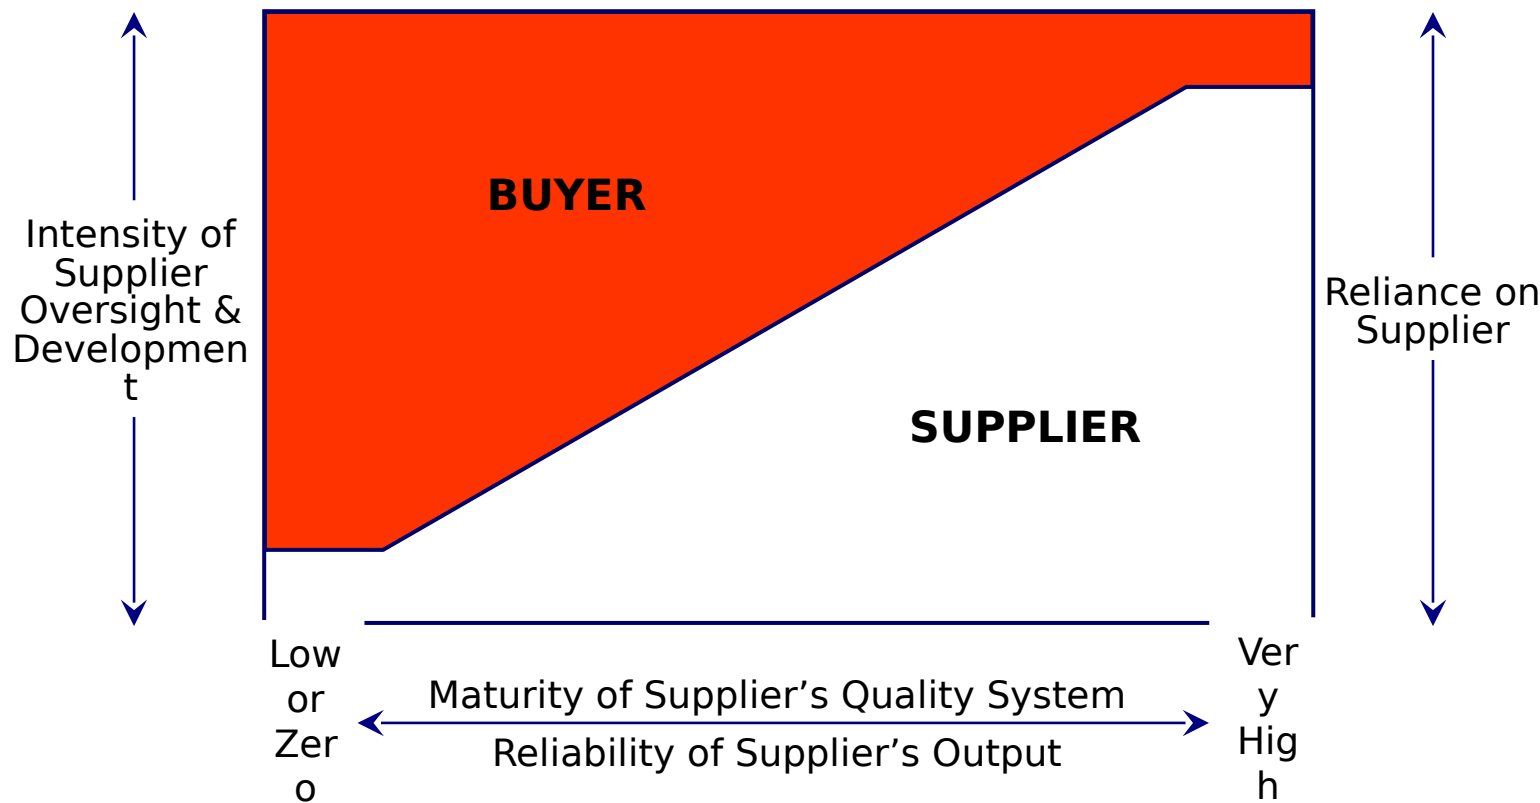 BUYER
Intensity of
Supplier
Oversight &
Developmen
t
Reliance on
Supplier
SUPPLIER
Low
or
Zer
o
Maturity of Supplier’s Quality System
Reliability of Supplier’s Output
Ver
y
Hig
h